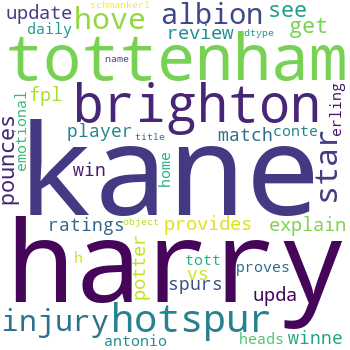 schmankerl
update
daily
hove
albion
see
get
review
dtype
tottenham
name
emotional
fpl
brighton
erling
pounces
player
match
conte
star
win
home
title
kane
ratings
provides
explain
potter
object
harry
h
vs
tott
spurs
proves
upda
injury
hotspur
winne
antonio
heads